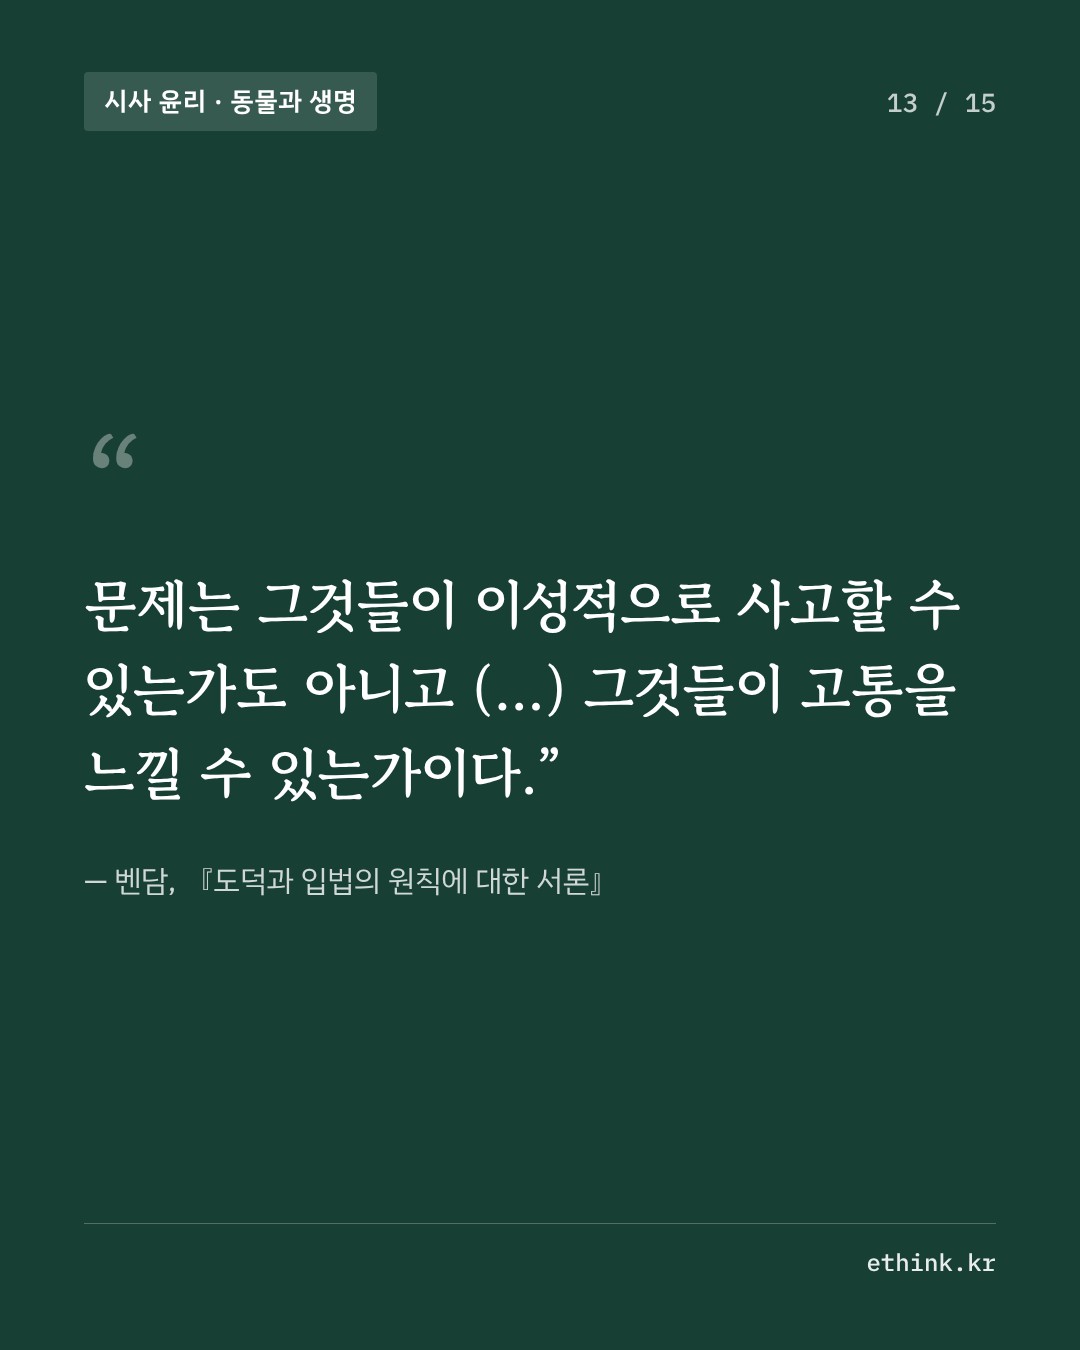 시사 윤리 · 동물과 생명
13 / 15
“
문제는 그것들이 이성적으로 사고할 수
있는가도 아니고 (…) 그것들이 고통을
느낄 수 있는가이다.”
— 벤담, 『도덕과 입법의 원칙에 대한 서론』
ethink.kr